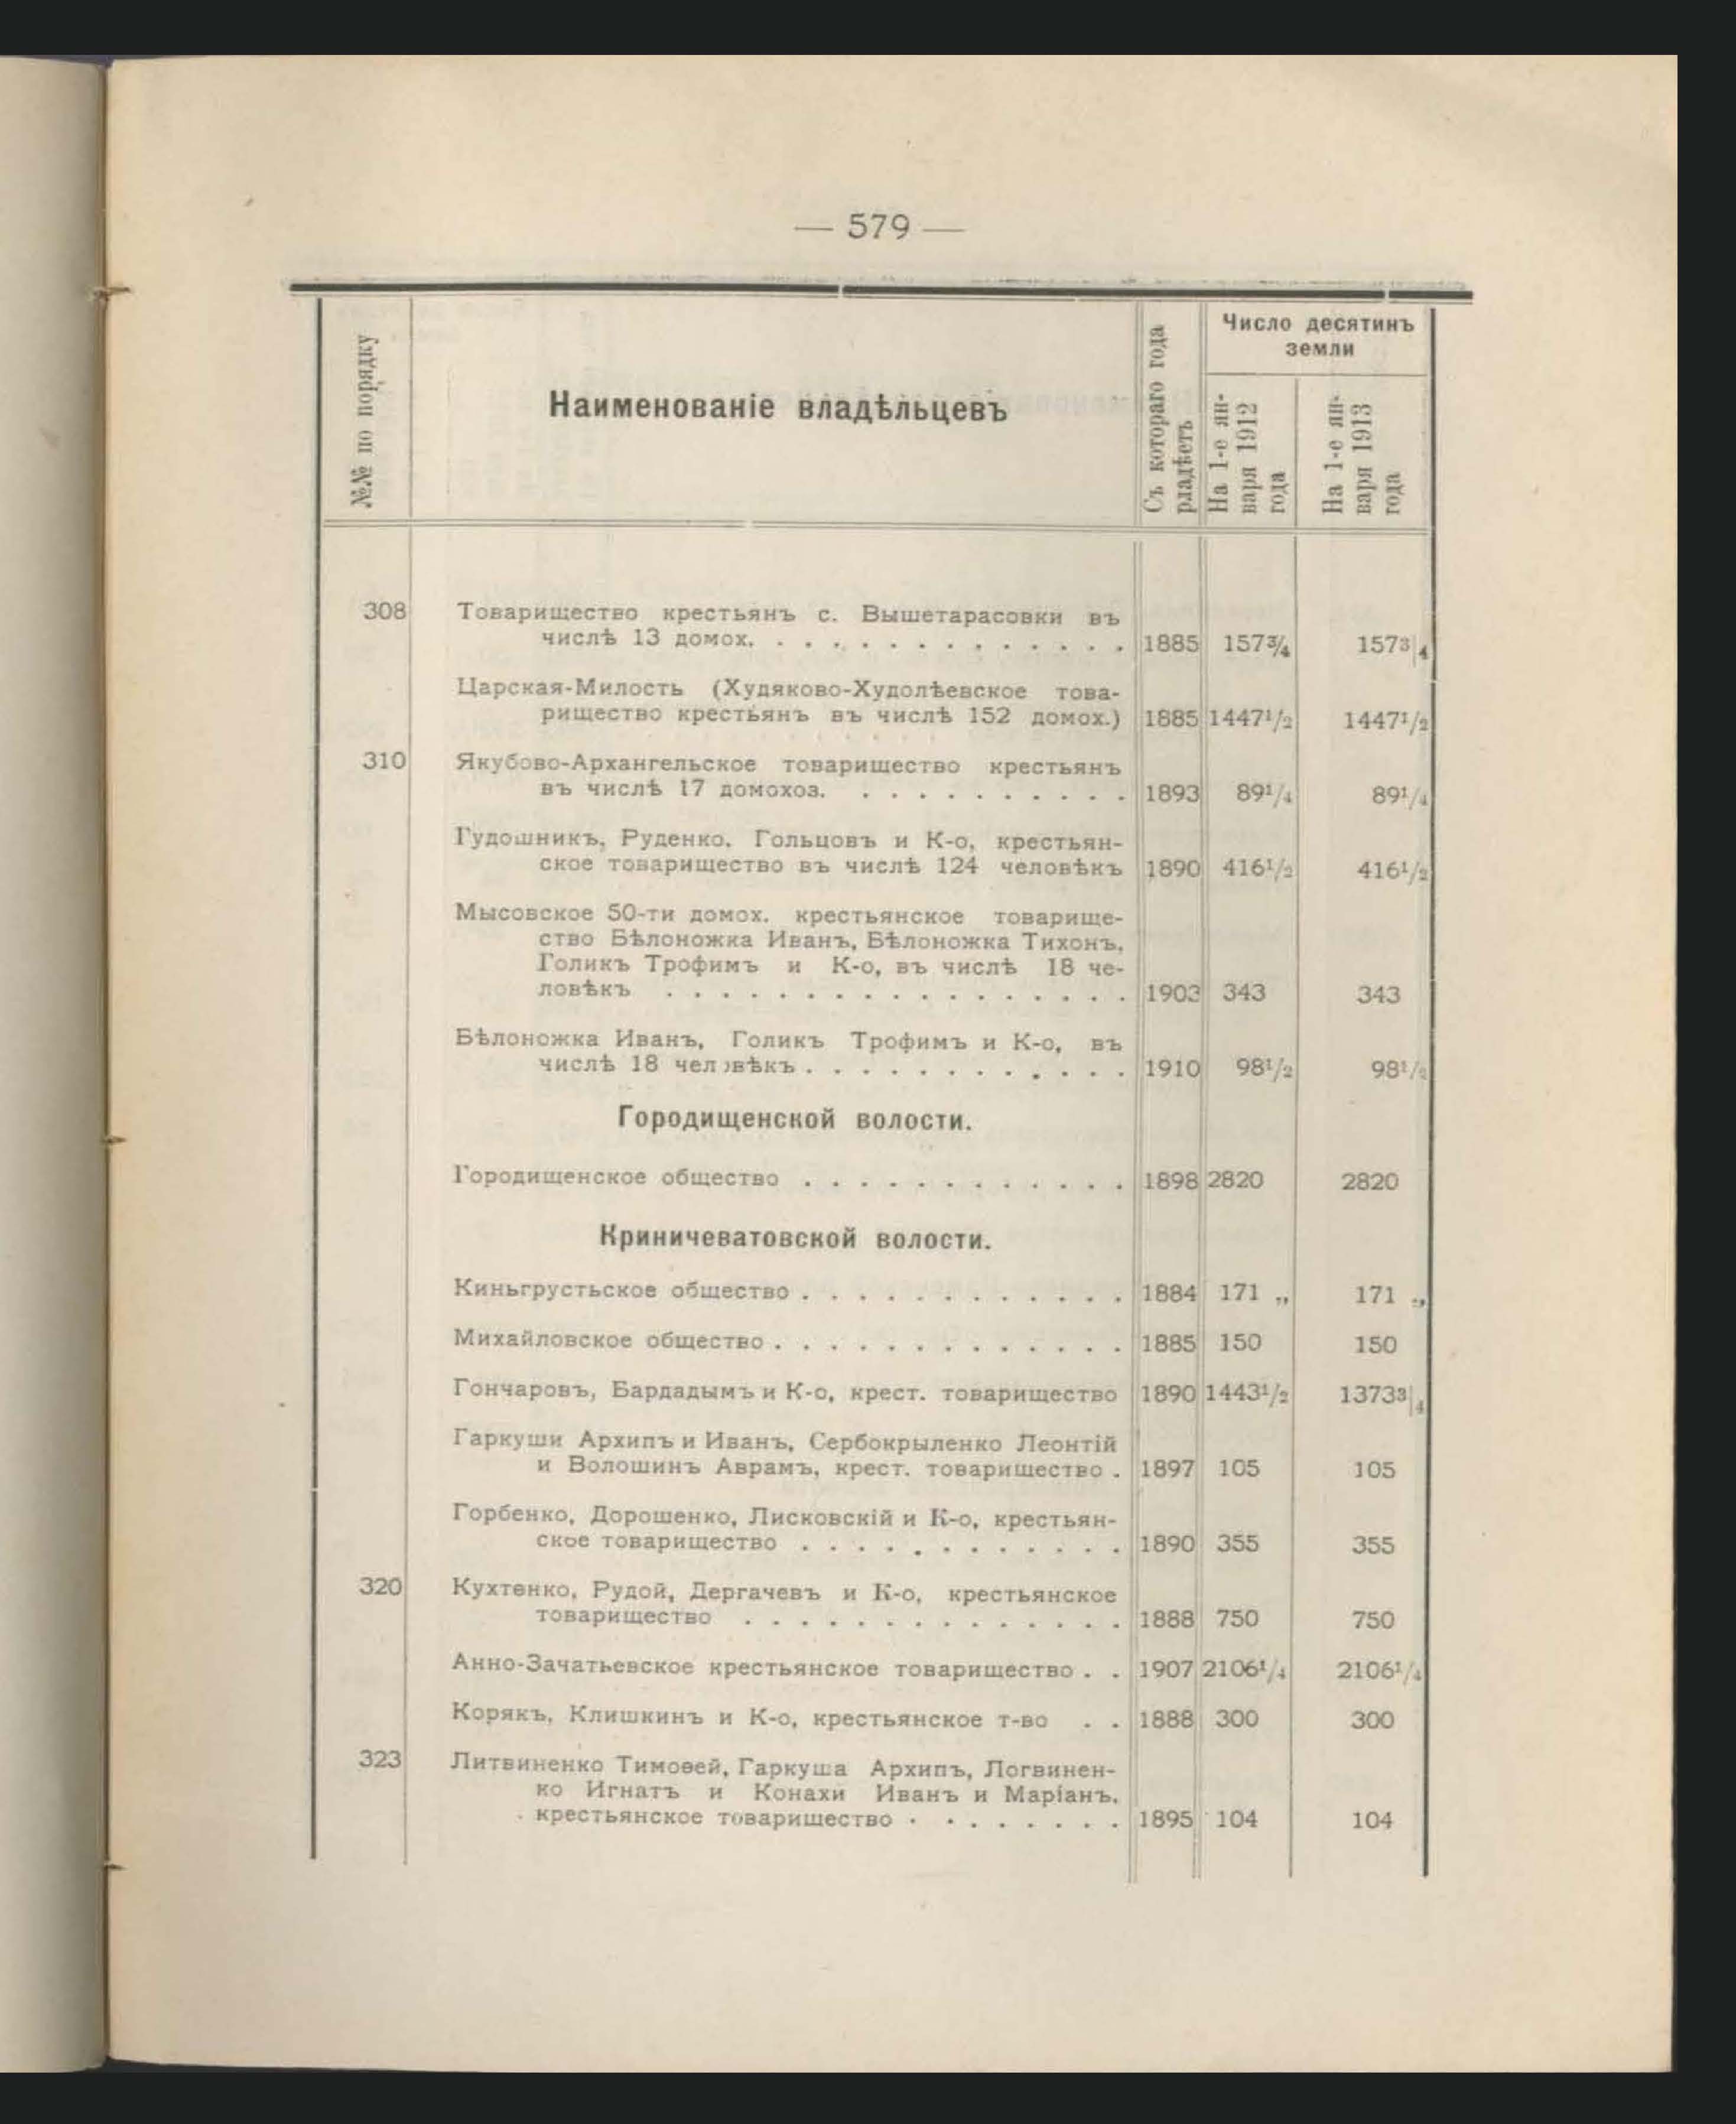 — 579 —
№№ по порядку
Наименованіе владѣльцевъ
Съ котораго года
рладѣетъ
Число десятинъ
земли
На 1-е ян-
варя 1912
года
На 1-е ян-
варя 1913
года
308 Товарищество крестьянъ с. Вышетарасовки въ
числѣ 13 домох. . . . . . . . . . . . . . 1885 157¾ 157³|₄
Царская-Милость (Худяково-Худолѣевское това-
рищество крестьянъ въ числѣ 152 домох.) 1885 1447¹/₂ 1447¹/₂
310 Якубово-Архангельское товарищество крестьянъ
въ числѣ 17 домохоз. . . . . . . . . . . 1893 89¹/₄ 89¹/₄
Гудошникъ, Руденко, Гольцовъ и К-о, крестьян-
ское товарищество въ числѣ 124 человѣкъ 1890 416¹/₂ 416¹/₂
Мысовское 50-ти домох. крестьянское товарище-
ство Бѣлоножка Иванъ, Бѣлоножка Тихонъ,
Голикъ Трофимъ и К-о, въ числѣ 18 че-
ловѣкъ . . . . . . . . . . . . . . . . . 1903 343 343
Бѣлоножка Иванъ, Голикъ Трофимъ и К-о, въ
числѣ 18 человѣкъ . . . . . . . . . . . . 1910 98¹/₂ 98¹/₂
Городищенской волости.
Городищенское общество . . . . . . . . . . . . 1898 2820 2820
Криничеватовской волости.
Киньгрустьское общество . . . . . . . . . . . . 1884 171 „ 171 „
Михайловское общество . . . . . . . . . . . . . 1885 150 150
Гончаровъ, Бардадымъ и К-о, крест. товарищество 1890 1443¹/₂ 1373³|₄
Гаркуши Архипъ и Иванъ, Сербокрыленко Леонтій
и Волошинъ Аврамъ, крест. товарищество . 1897 105 105
Горбенко, Дорошенко, Лисковскій и К-о, крестьян-
ское товарищество . . . . . . . . . . . . 1890 355 355
320 Кухтенко, Рудой, Дергачевъ и К-о, крестьянское
товарищество . . . . . . . . . . . . . . 1888 750 750
Анно-Зачатьевское крестьянское товарищество . . 1907 2106¹/₄ 2106¹/₄
Корякъ, Клишкинъ и К-о, крестьянское т-во . . 1888 300 300
323 Литвиненко Тимоѳей, Гаркуша Архипъ, Логвинен-
ко Игнатъ и Конахи Иванъ и Маріанъ,
крестьянское товарищество . . . . . . . . 1895 104 104